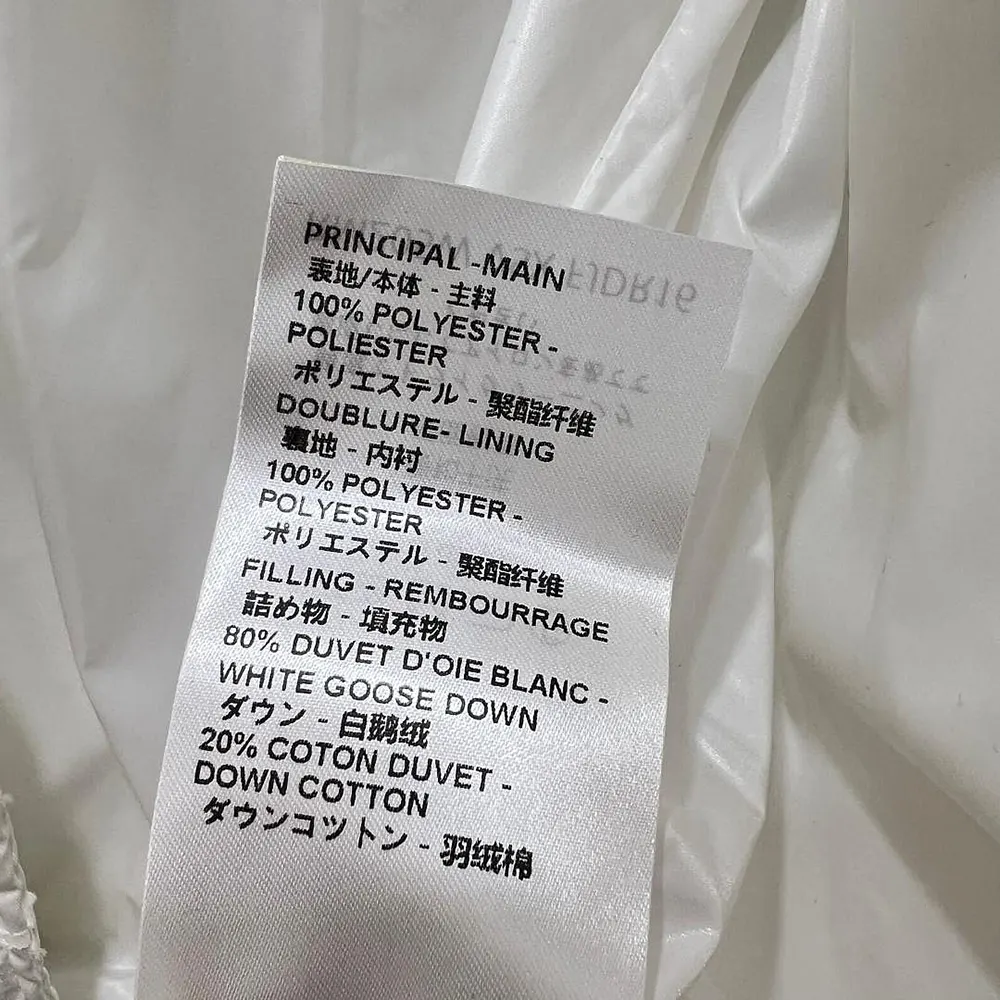 PRINCIPAL -MAIN
表地/本体 - 主料
100% POLYESTER -
POLIESTER
ポリエステル - 聚酯纤维
DOUBLURE- LINING
裏地 - 内衬
100% POLYESTER -
POLYESTER
ポリエステル - 聚酯纤维
FILLING - REMBOURRAGE
詰め物 - 填充物
80% DUVET D'OIE BLANC -
WHITE GOOSE DOWN
ダウン - 白鹅绒
20% COTON DUVET -
DOWN COTTON
ダウンコットン - 羽绒棉